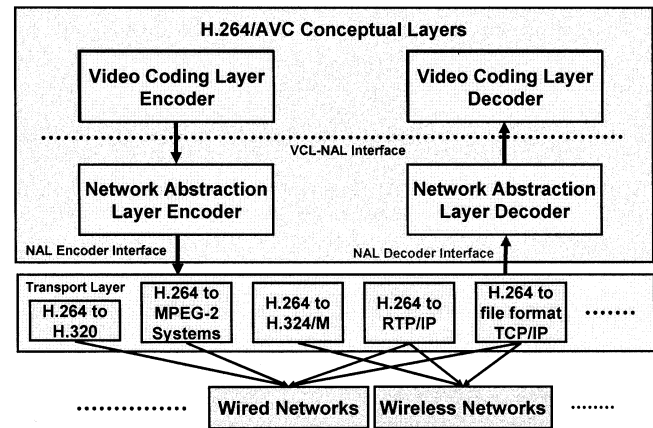 H.264/AVC Conceptual Layers
Video Coding Layer
Encoder
Video Coding Layer
Decoder
VCL-NAL Interface
Network Abstraction
Layer Encoder
Network Abstraction
Layer Decoder
NAL Encoder Interface
NAL Decoder Interface
Transport Layer
H.264 to
H.320
H.264 to
MPEG-2
Systems
H.264 to
H.324/M
H.264 to
RTP/IP
H.264 to
file format
TCP/IP
Wired Networks
Wireless Networks